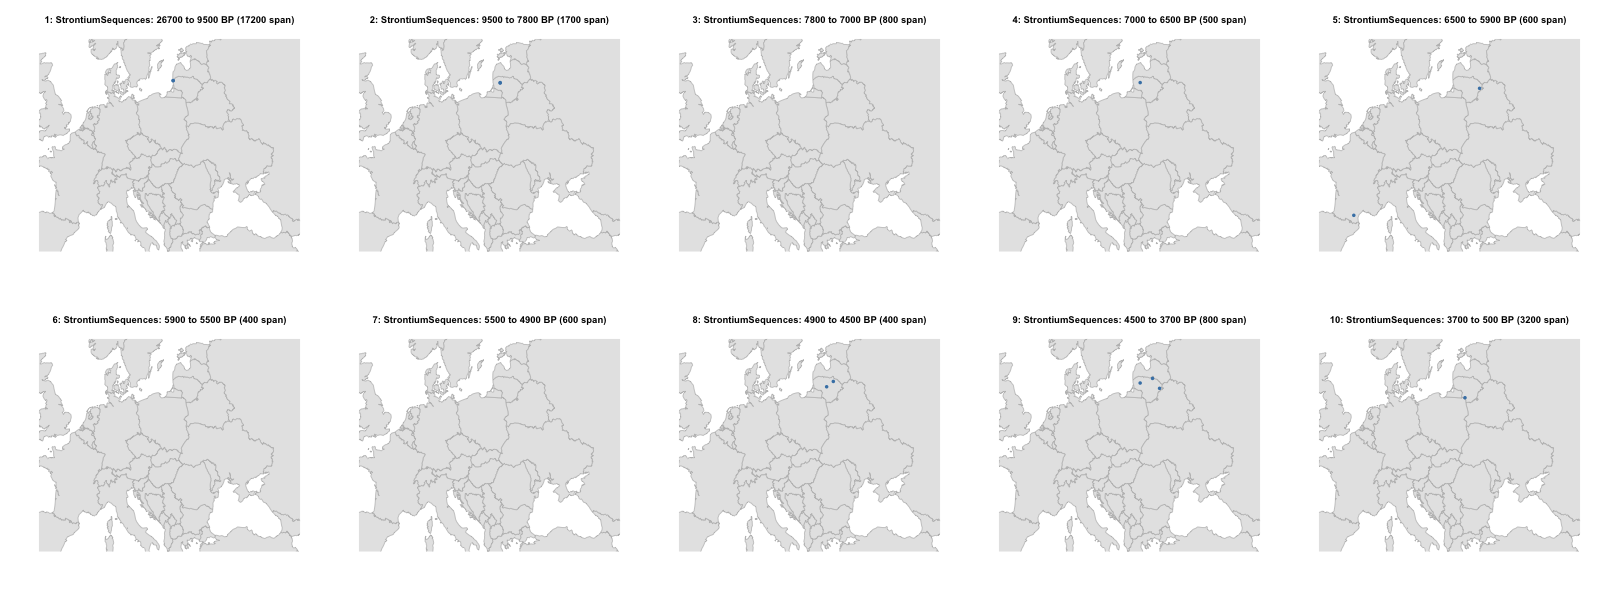 1: StrontiumSequences: 26700 to 9500 BP (17200 span)
2: StrontiumSequences: 9500 to 7800 BP (1700 span)
3: StrontiumSequences: 7800 to 7000 BP (800 span)
4: StrontiumSequences: 7000 to 6500 BP (500 span)
5: StrontiumSequences: 6500 to 5900 BP (600 span)
6: StrontiumSequences: 5900 to 5500 BP (400 span)
7: StrontiumSequences: 5500 to 4900 BP (600 span)
8: StrontiumSequences: 4900 to 4500 BP (400 span)
9: StrontiumSequences: 4500 to 3700 BP (800 span)
10: StrontiumSequences: 3700 to 500 BP (3200 span)